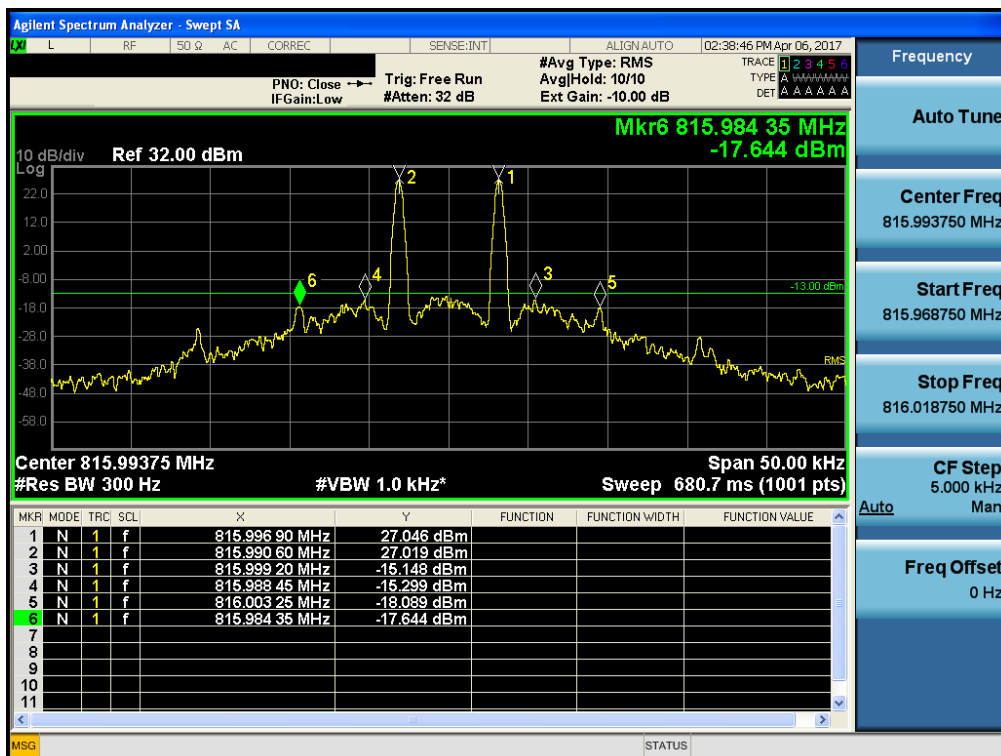 Agilent Spectrum Analyzer - Swept SA
LXI L RF 50 Ω AC CORREC SENSE:INT ALIGN AUTO 02:38:46 PM Apr 06, 2017
Frequency
#Avg Type: RMS
TRACE 1 2 3 4 5 6
PNO: Close Trig: Free Run Avg|Hold: 10/10
TYPE A WWWWWW
IFGain:Low #Atten: 32 dB Ext Gain: -10.00 dB
DET A A A A A A
Auto Tune
Mkr6 815.984 35 MHz
-17.644 dBm
10 dB/div Ref 32.00 dBm
Log
22.0
12.0
2.00
-8.00
-18.0
-28.0
-38.0
-48.0
-58.0
2 1
6 4 3 5
-13.00 dBm
RMS
Center Freq
815.993750 MHz
Start Freq
815.968750 MHz
Stop Freq
816.018750 MHz
CF Step
5.000 kHz
Auto Man
Freq Offset
0 Hz
Center 815.99375 MHz Span 50.00 kHz
#Res BW 300 Hz #VBW 1.0 kHz* Sweep 680.7 ms (1001 pts)
MKR MODE TRC SCL X Y FUNCTION FUNCTION WIDTH FUNCTION VALUE
1 N 1 f 815.996 90 MHz 27.046 dBm
2 N 1 f 815.990 60 MHz 27.019 dBm
3 N 1 f 815.999 20 MHz -15.148 dBm
4 N 1 f 815.988 45 MHz -15.299 dBm
5 N 1 f 816.003 25 MHz -18.089 dBm
6 N 1 f 815.984 35 MHz -17.644 dBm
7
8
9
10
11
MSG STATUS